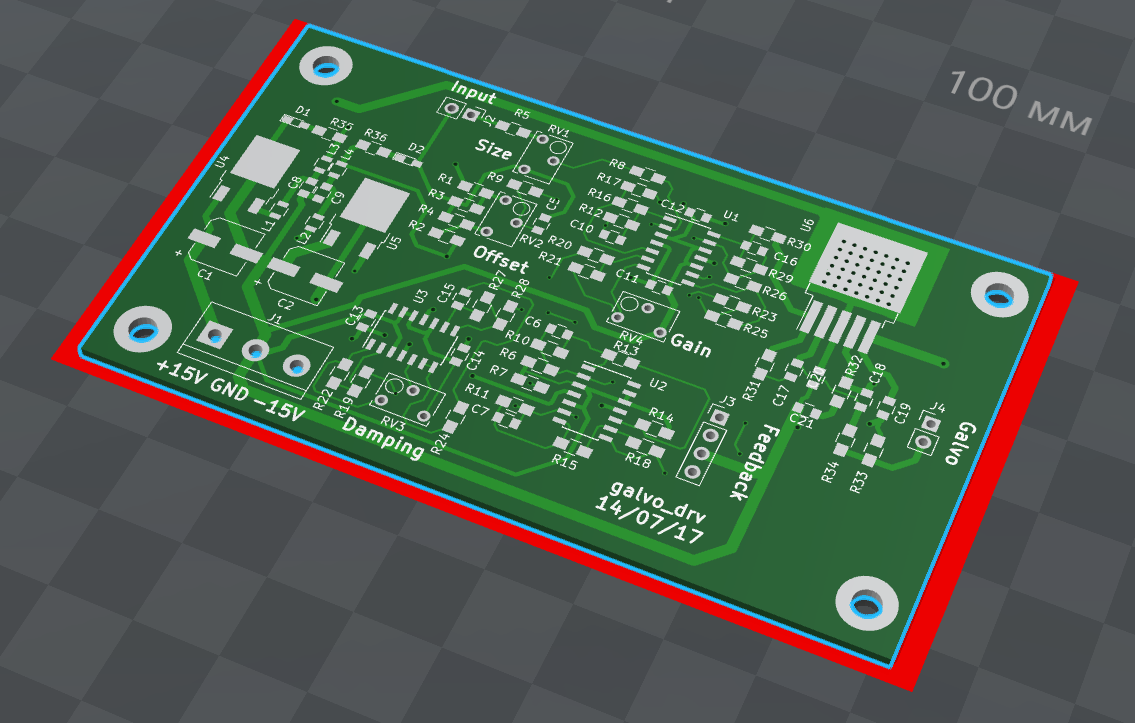 100 MM
Input
D1
R35
R36
D2
R5
RV1
Size
U4
C8
L3
C9
R1
R9
R3
R4
R2
RV2
R20
R21
Offset
U5
R8
R17
R16
R12
C10
C12
U1
C11
RV4
Gain
U6
R30
C16
R29
R26
R23
R25
+
C1
+
C2
J1
+15V GND -15V
C13
U3
C15
R27
R28
C14
C6
R10
R6
R7
R11
C7
R13
U2
R14
R15
R18
R22
R19
RV3
Damping
R24
J3
Feedback
R31
C17
C21
R32
C18
C19
R34
R33
J4
Galvo
galvo_drv
14/07/17